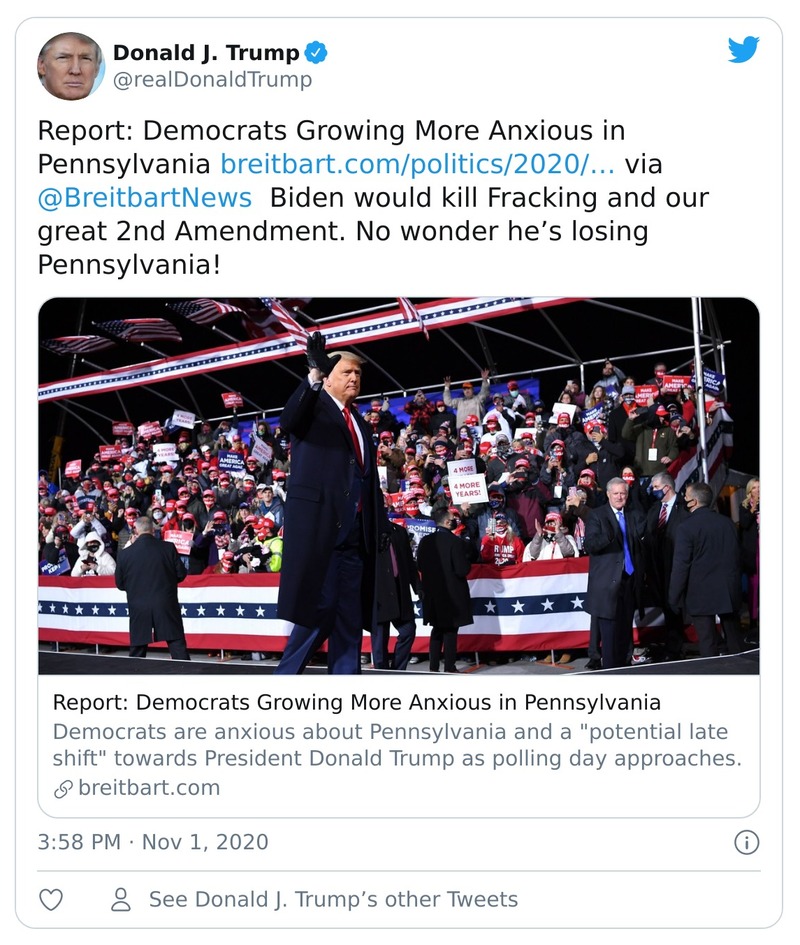 Donald J. Trump
@realDonaldTrump
Report: Democrats Growing More Anxious in
Pennsylvania breitbart.com/politics/2020/… via
@BreitbartNews  Biden would kill Fracking and our
great 2nd Amendment. No wonder he’s losing
Pennsylvania!
4 MORE
4 MORE
YEARS!
TRUMP
Report: Democrats Growing More Anxious in Pennsylvania
Democrats are anxious about Pennsylvania and a "potential late
shift" towards President Donald Trump as polling day approaches.
breitbart.com
3:58 PM · Nov 1, 2020
See Donald J. Trump’s other Tweets